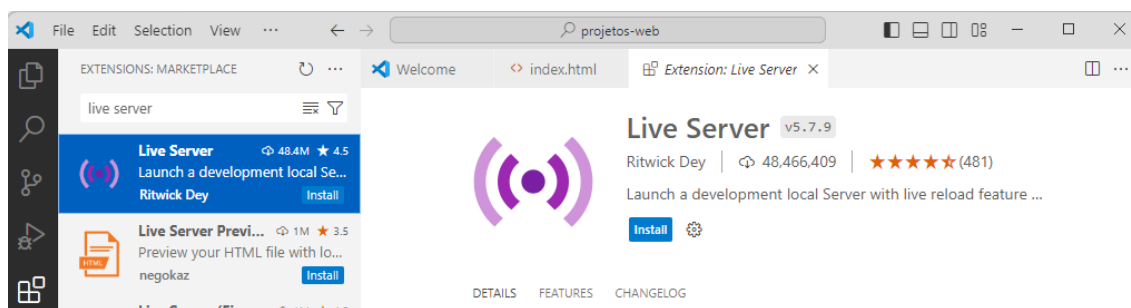 File Edit Selection View ... projetos-web
EXTENSIONS: MARKETPLACE
live server
Live Server 48.4M 4.5
Launch a development local Se...
Ritwick Dey Install
Live Server Previ... 1M 3.5
Preview your HTML file with lo...
negokaz Install
HTML
Welcome index.html Extension: Live Server
Live Server v5.7.9
Ritwick Dey 48,466,409 (481)
Launch a development local Server with live reload feature ...
Install
DETAILS FEATURES CHANGELOG